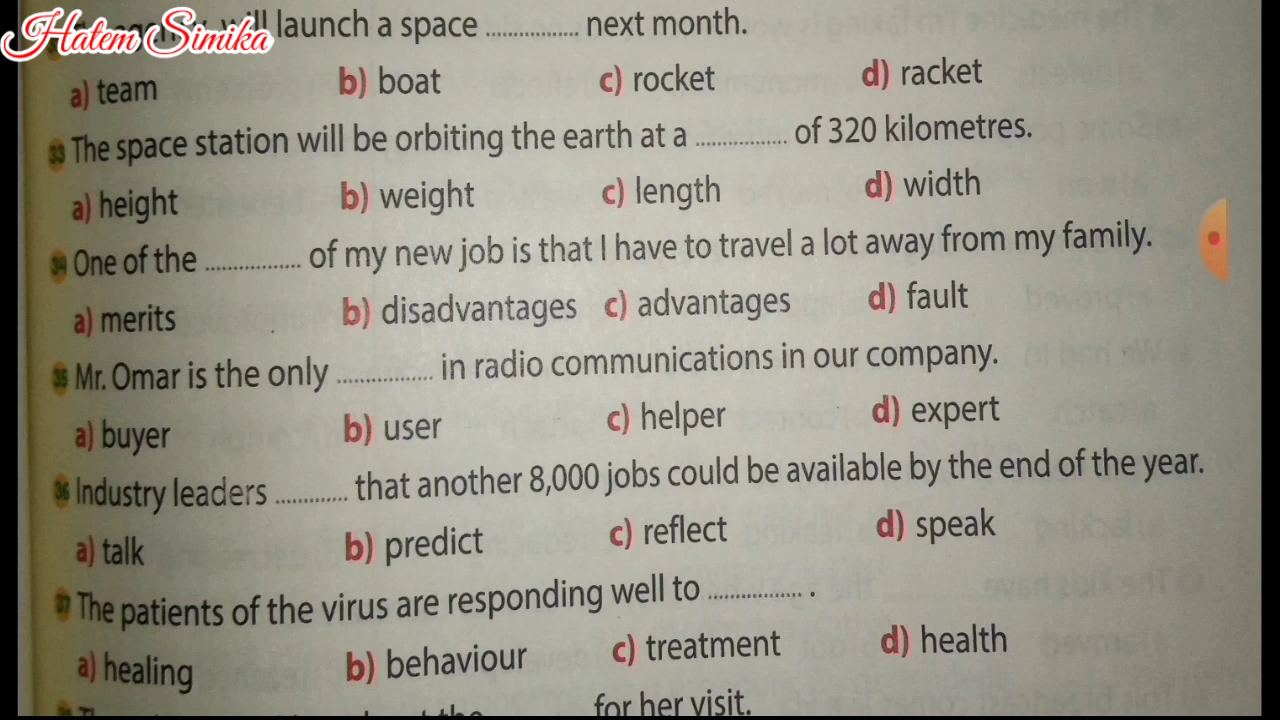 Hatem Simika
will launch a space ................ next month.
a) team b) boat c) rocket d) racket
33 The space station will be orbiting the earth at a ................ of 320 kilometres.
a) height b) weight c) length d) width
34 One of the ................ of my new job is that I have to travel a lot away from my family.
a) merits b) disadvantages c) advantages d) fault
35 Mr. Omar is the only ................ in radio communications in our company.
a) buyer b) user c) helper d) expert
36 Industry leaders ............. that another 8,000 jobs could be available by the end of the year.
a) talk b) predict c) reflect d) speak
37 The patients of the virus are responding well to ................ .
a) healing b) behaviour c) treatment d) health
for her visit.